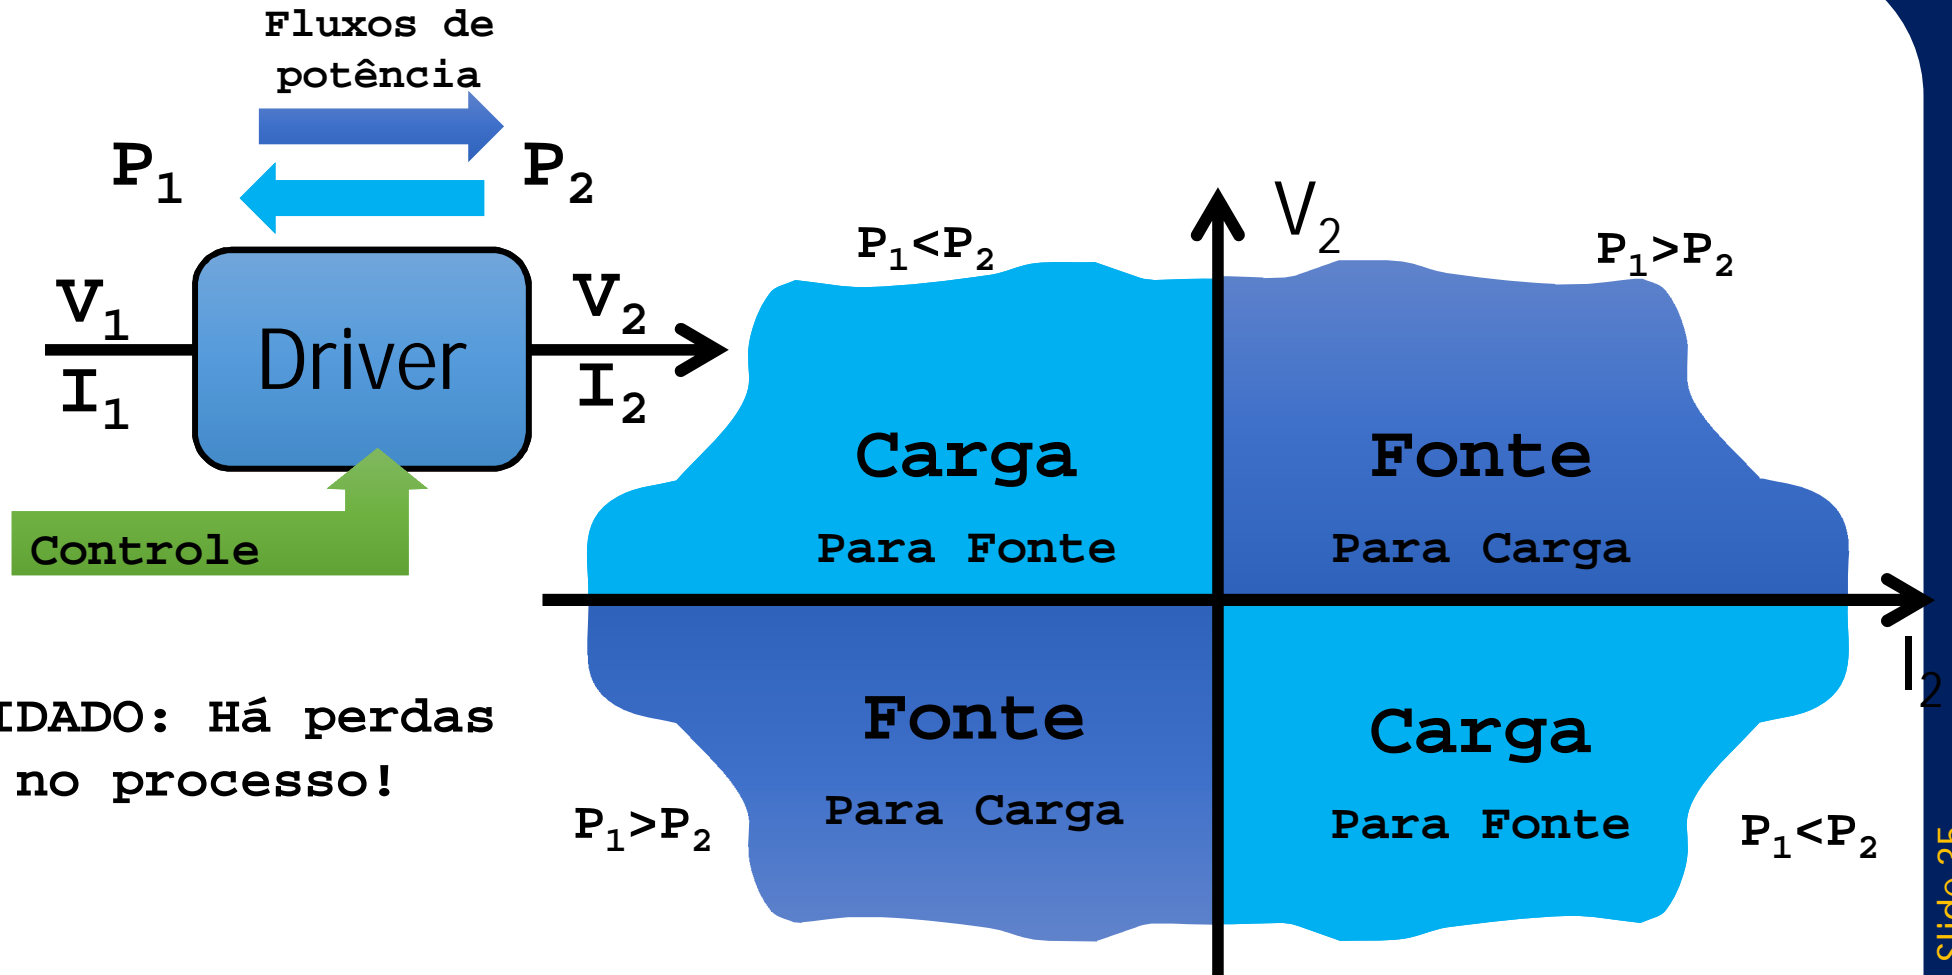 Fluxos de
potência
P₁
P₂
V₁
I₁
Driver
V₂
I₂
Controle
IDADO: Há perdas
no processo!
V₂
I₂
P₁<P₂
P₁>P₂
Carga
Para Fonte
Fonte
Para Carga
Fonte
Para Carga
Carga
Para Fonte
P₁>P₂
P₁<P₂
Slide 25